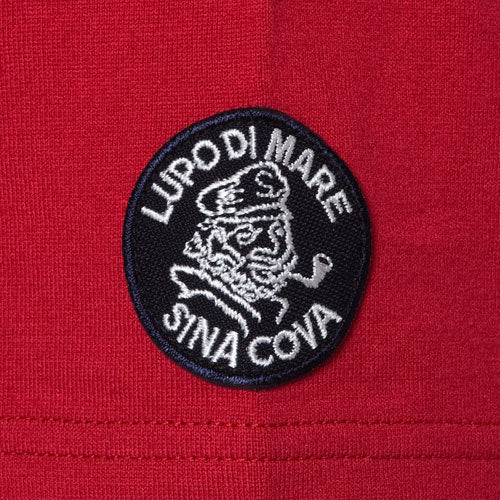 LUPO DI MARE
S
SINA COVA